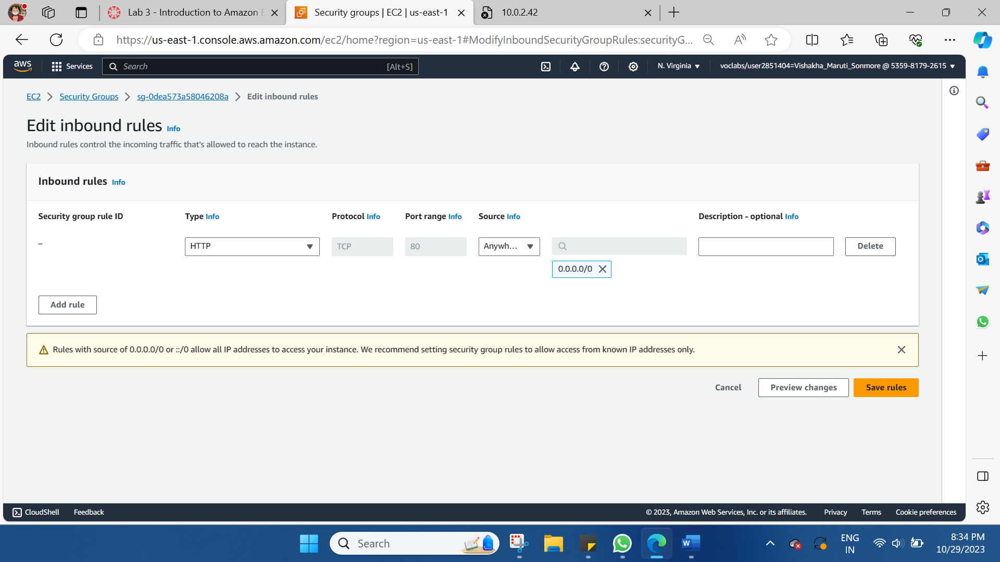 Lab 3 - Introduction to Amazon E
Security groups | EC2 | us-east-1
10.0.2.42
https://us-east-1.console.aws.amazon.com/ec2/home?region=us-east-1#ModifyInboundSecurityGroupRules:securityG...
aws
Services
Search
[Alt+S]
N. Virginia
voclabs/user2851404=Vishakha_Maruti_Sonmore @ 5359-8179-2615
EC2 > Security Groups > sg-0dea573a58046208a > Edit inbound rules
Edit inbound rules Info
Inbound rules control the incoming traffic that's allowed to reach the instance.
Inbound rules Info
Security group rule ID
Type Info
Protocol Info
Port range Info
Source Info
Description - optional Info
–
HTTP
TCP
80
Anywh...
Delete
0.0.0.0/0
Add rule
Rules with source of 0.0.0.0/0 or ::/0 allow all IP addresses to access your instance. We recommend setting security group rules to allow access from known IP addresses only.
Cancel
Preview changes
Save rules
CloudShell
Feedback
© 2023, Amazon Web Services, Inc. or its affiliates.
Privacy
Terms
Cookie preferences
Search
ENG
IN
8:34 PM
10/29/2023